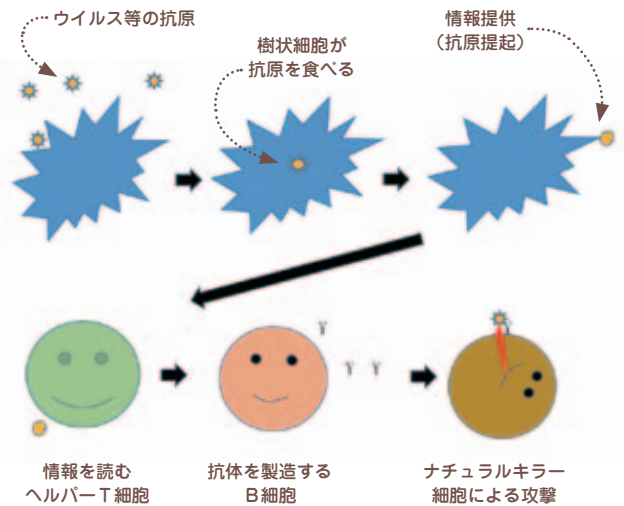 ウイルス等の抗原
樹状細胞が
抗原を食べる
情報提供
（抗原提起）
情報を読む
ヘルパーT細胞
抗体を製造する
B細胞
ナチュラルキラー
細胞による攻撃